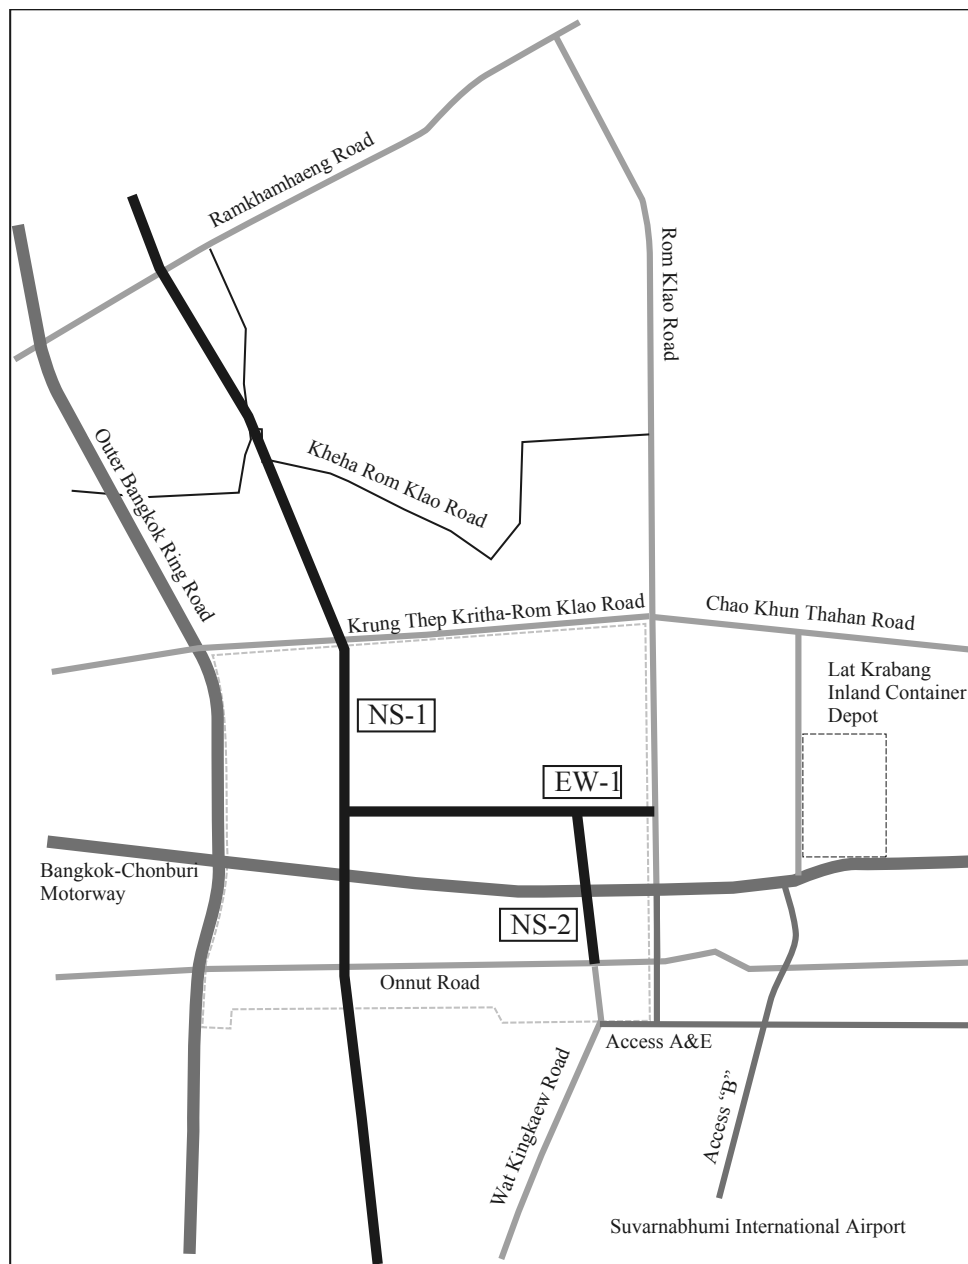 Ramkhamhaeng Road
Rom Klao Road
Outer Bangkok Ring Road
Kheha Rom Klao Road
Krung Thep Kritha-Rom Klao Road
Chao Khun Thahan Road
Lat Krabang
Inland Container
Depot
NS-1
EW-1
Bangkok-Chonburi
Motorway
NS-2
Onnut Road
Access A&E
Wat Kingkaew Road
Access “B”
Suvarnabhumi International Airport